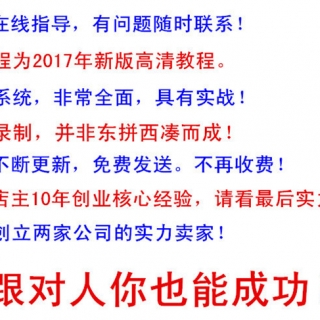 在线指导，有问题随时联系！
程为2017年新版高清教程。
系统，非常全面，具有实战！
录制，并非东拼西凑而成！
不断更新，免费发送。不再收费！
店主10年创业核心经验，请看最后实
创立两家公司的实力卖家！
跟对人你也能成功！